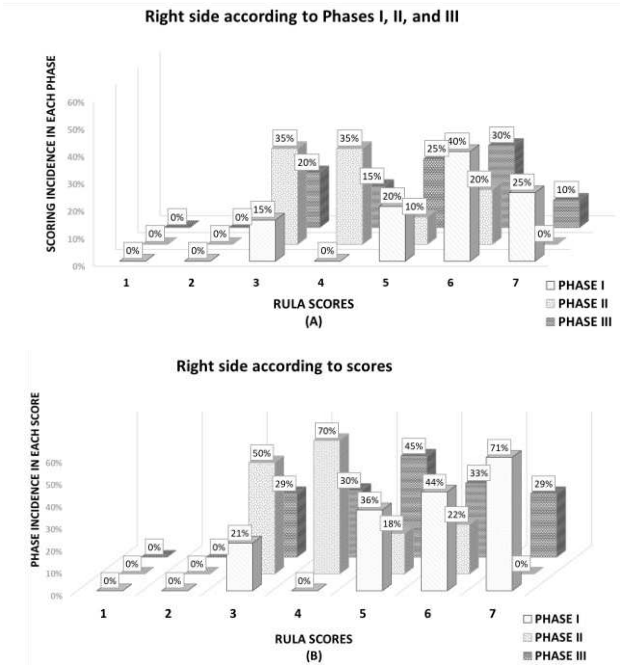 Right side according to Phases I, II, and III
SCORING INCIDENCE IN EACH PHASE
60%
50%
40%
30%
20%
10%
0%
0% 0% 15% 0% 20% 40% 25%
0% 0% 35% 35% 10% 20% 0%
0% 0% 20% 15% 25% 30% 10%
1 2 3 4 5 6 7
RULA SCORES
(A)
PHASE I
PHASE II
PHASE III
Right side according to scores
PHASE INCIDENCE IN EACH SCORE
60%
50%
40%
30%
20%
10%
0%
0% 0% 21% 0% 36% 44% 71%
0% 0% 50% 70% 18% 22% 0%
0% 0% 29% 30% 45% 33% 29%
1 2 3 4 5 6 7
RULA SCORES
(B)
PHASE I
PHASE II
PHASE III